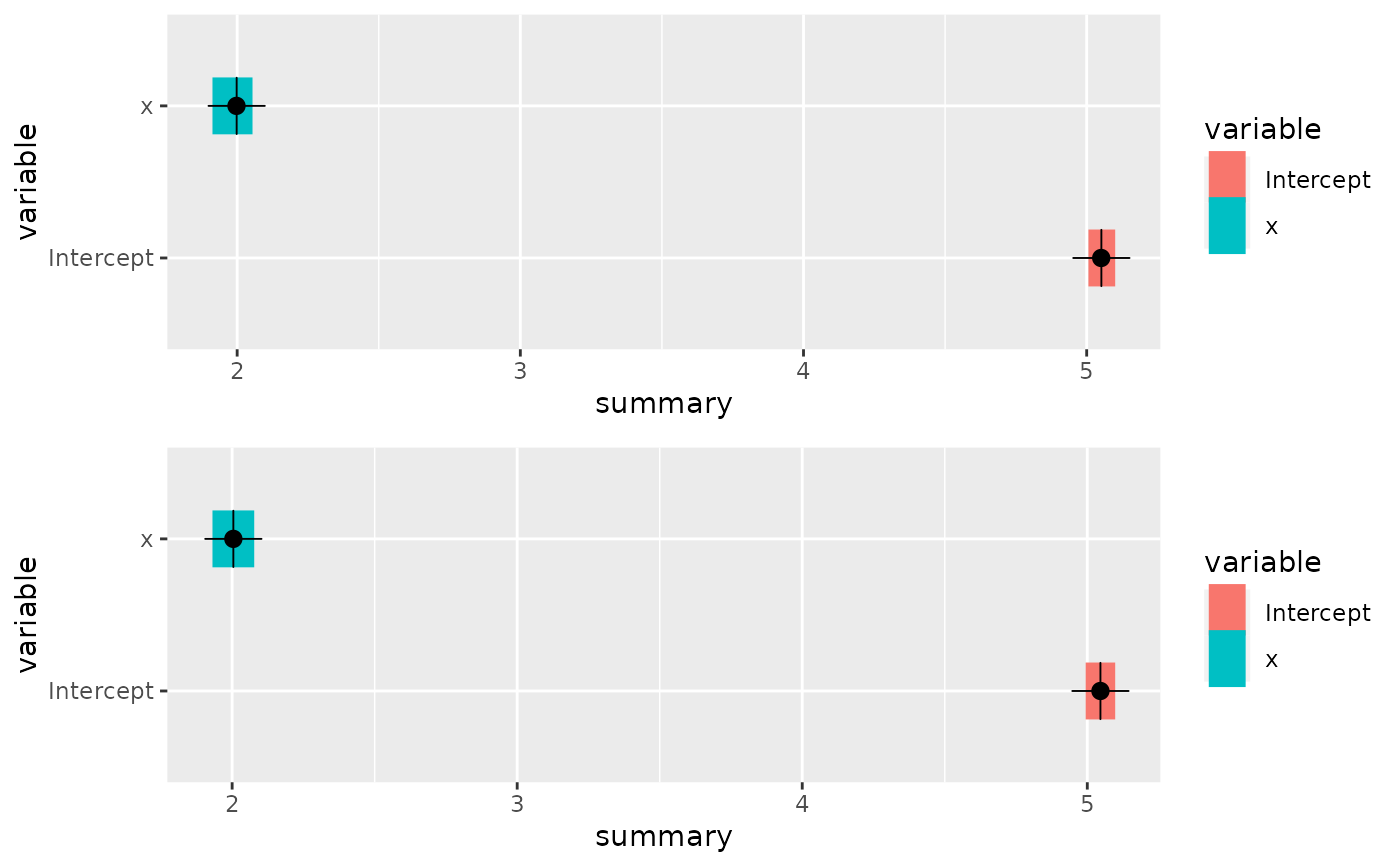 variable
x
Intercept
2 3 4 5
summary
variable
Intercept
x
variable
x
Intercept
2 3 4 5
summary
variable
Intercept
x